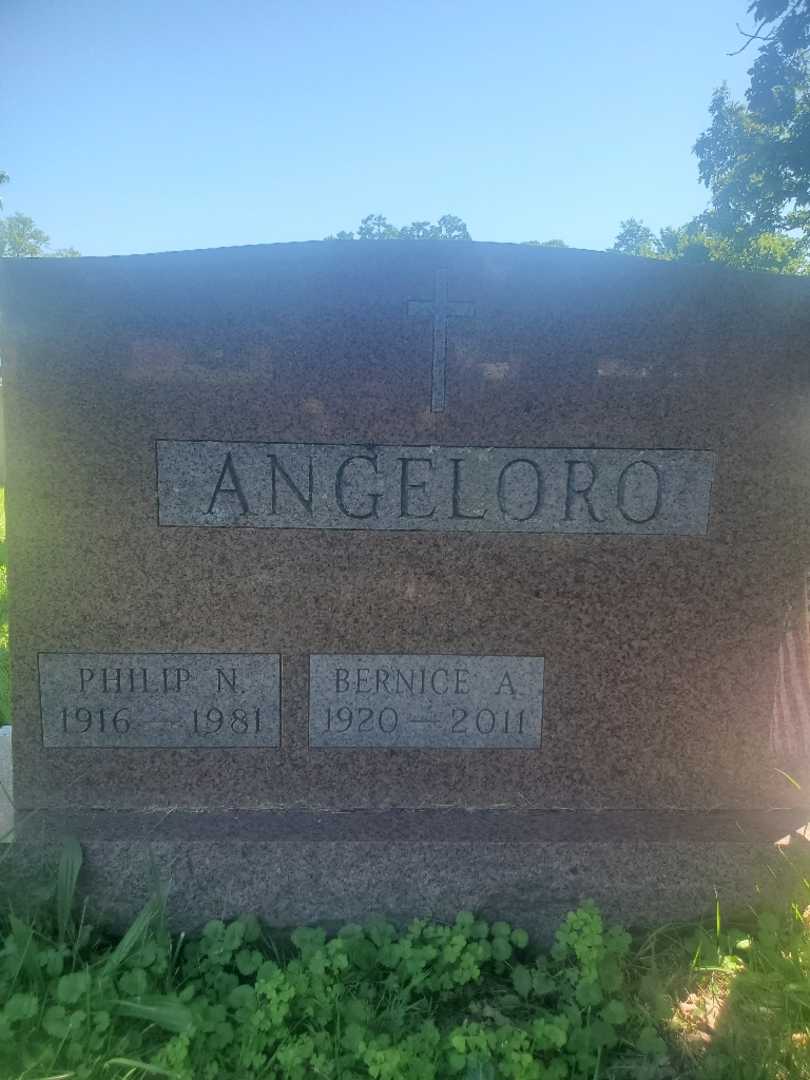 ANGELORO
PHILIP N.
1916 — 1981
BERNICE A.
1920 — 2011